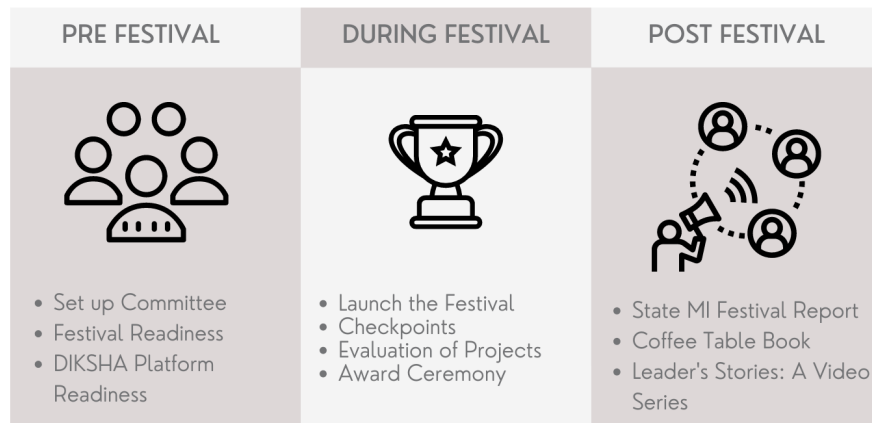 PRE FESTIVAL
DURING FESTIVAL
POST FESTIVAL
• Set up Committee
• Festival Readiness
• DIKSHA Platform
Readiness
• Launch the Festival
• Checkpoints
• Evaluation of Projects
• Award Ceremony
• State MI Festival Report
• Coffee Table Book
• Leader's Stories: A Video
Series